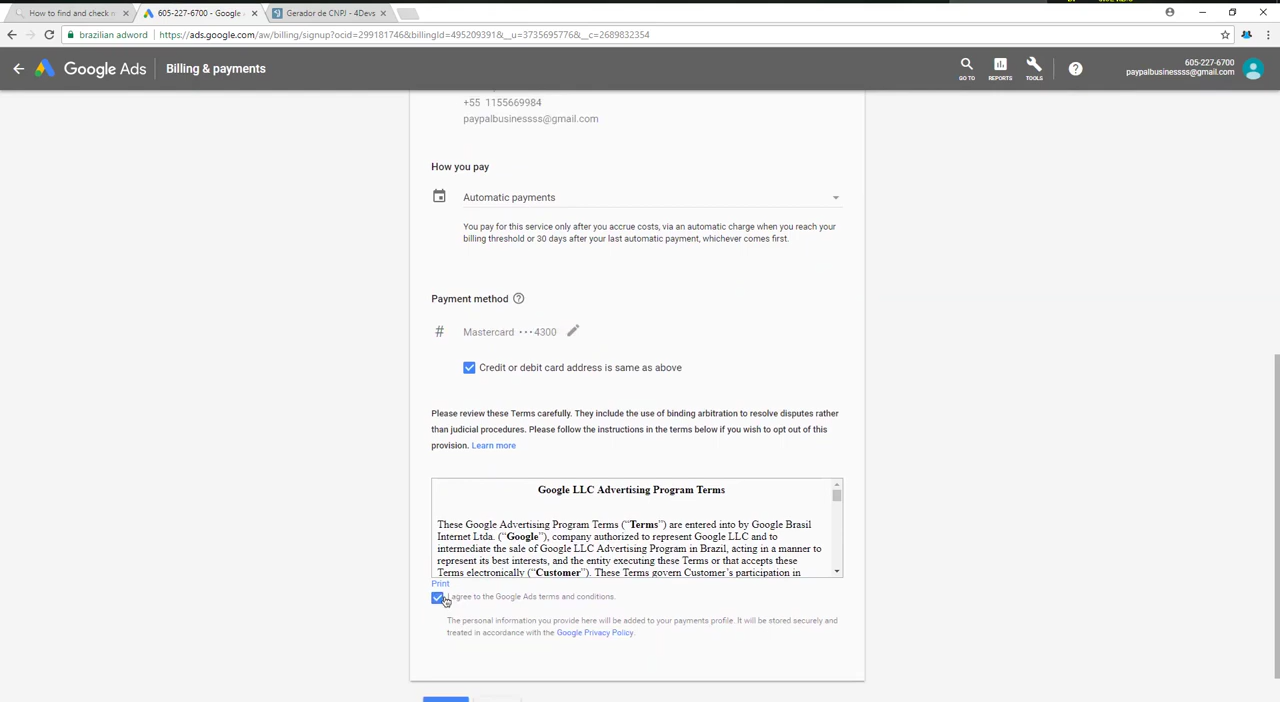 How to find and check n
605-227-6700 - Google
Gerador de CNPJ - 4Devs
brazilian adword
https://ads.google.com/aw/billing/signup?ocid=299181746&billingId=495209391&__u=3735695776&__c=2689832354
Google Ads
Billing & payments
GO TO
REPORTS
TOOLS
605-227-6700
paypalbusinessss@gmail.com
+55 1155669984
paypalbusinessss@gmail.com
How you pay
Automatic payments
You pay for this service only after you accrue costs, via an automatic charge when you reach your
billing threshold or 30 days after your last automatic payment, whichever comes first.
Payment method
Mastercard ••• 4300
Credit or debit card address is same as above
Please review these Terms carefully. They include the use of binding arbitration to resolve disputes rather
than judicial procedures. Please follow the instructions in the terms below if you wish to opt out of this
provision. Learn more
Google LLC Advertising Program Terms
These Google Advertising Program Terms (“Terms”) are entered into by Google Brasil
Internet Ltda. (“Google”), company authorized to represent Google LLC and to
intermediate the sale of Google LLC Advertising Program in Brazil, acting in a manner to
represent its best interests, and the entity executing these Terms or that accepts these
Terms electronically (“Customer”). These Terms govern Customer’s participation in
Print
I agree to the Google Ads terms and conditions.
The personal information you provide here will be added to your payments profile. It will be stored securely and
treated in accordance with the Google Privacy Policy.